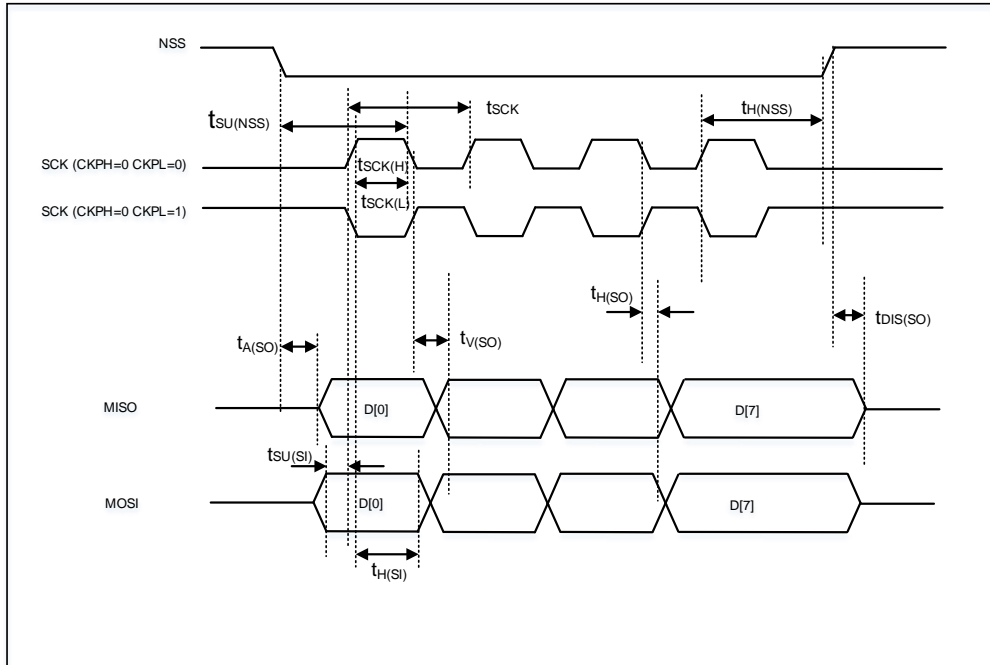 NSS
tSCK
tH(NSS)
tSU(NSS)
SCK (CKPH=0 CKPL=0)
tSCK(H)
tSCK(L)
SCK (CKPH=0 CKPL=1)
tH(SO)
tDIS(SO)
tA(SO)
tV(SO)
MISO
D[0]
D[7]
tSU(SI)
MOSI
D[0]
D[7]
tH(SI)